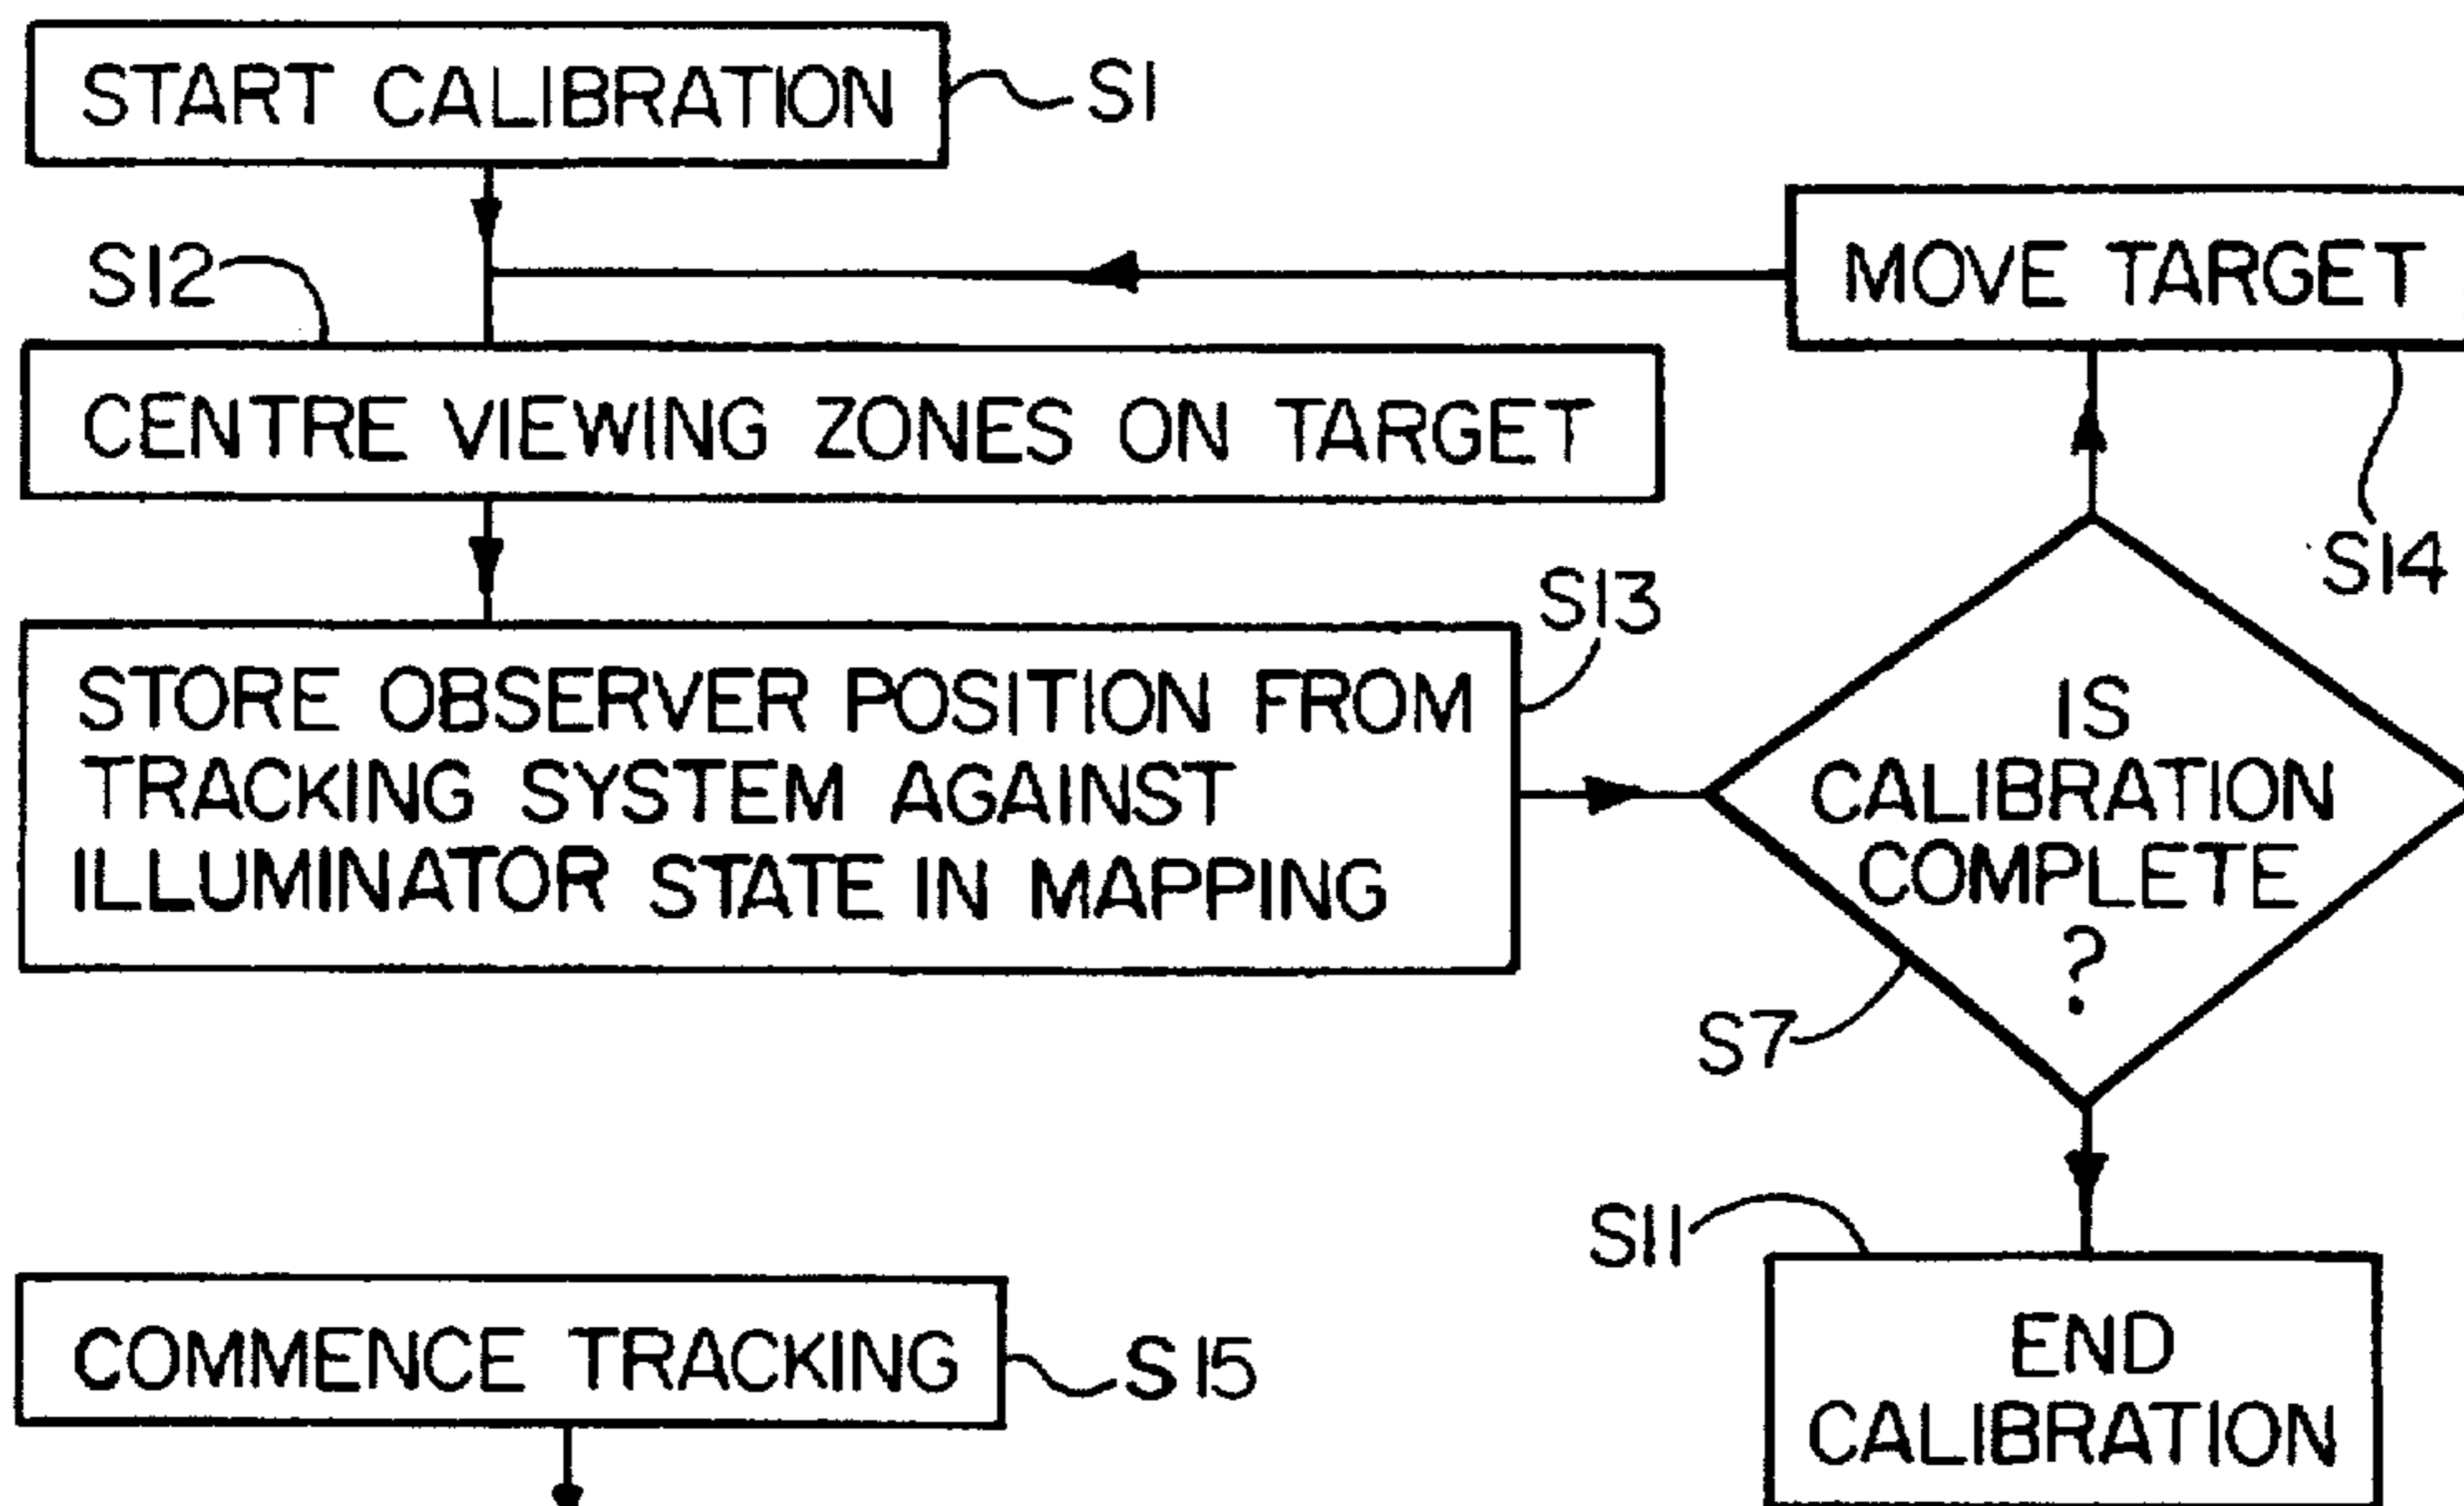 START CALIBRATION
S1
MOVE TARGET
S12
CENTRE VIEWING ZONES ON TARGET
S14
S13
STORE OBSERVER POSITION FROM
TRACKING SYSTEM AGAINST
ILLUMINATOR STATE IN MAPPING
IS
CALIBRATION
COMPLETE
?
S7
S11
END
CALIBRATION
COMMENCE TRACKING
S15